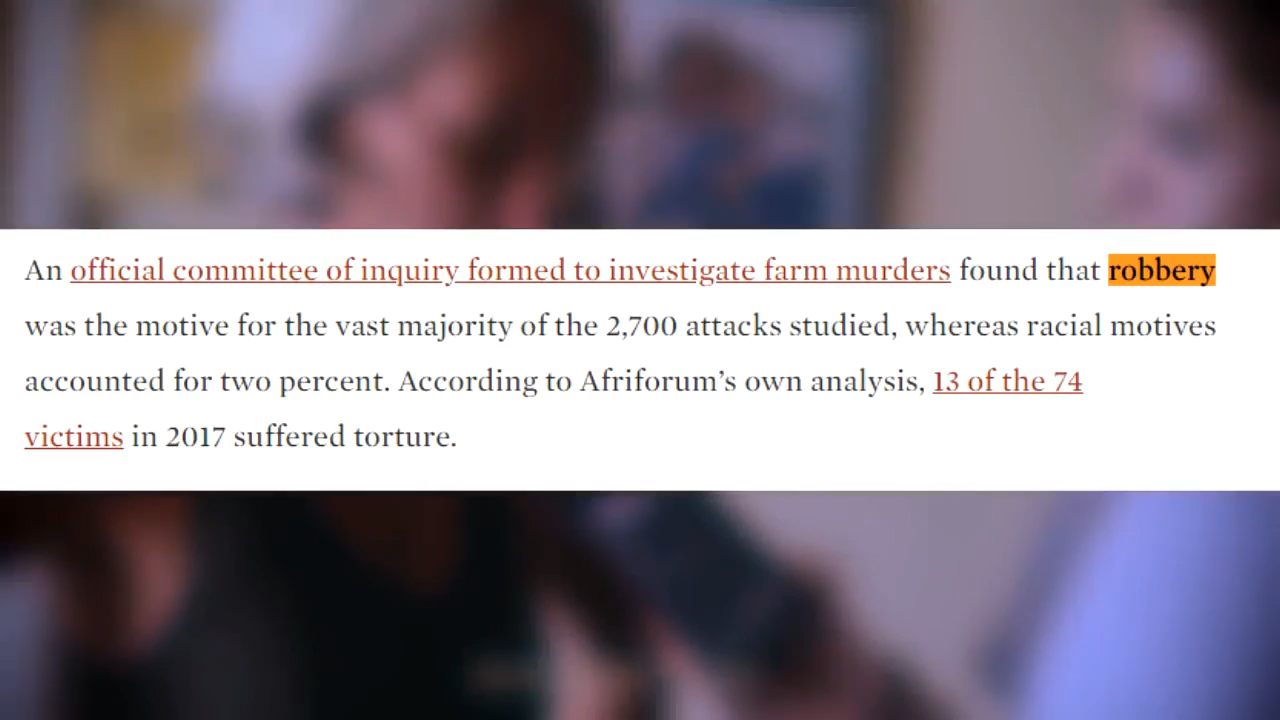 An official committee of inquiry formed to investigate farm murders found that robbery
was the motive for the vast majority of the 2,700 attacks studied, whereas racial motives
accounted for two percent. According to Afriforum’s own analysis, 13 of the 74
victims in 2017 suffered torture.